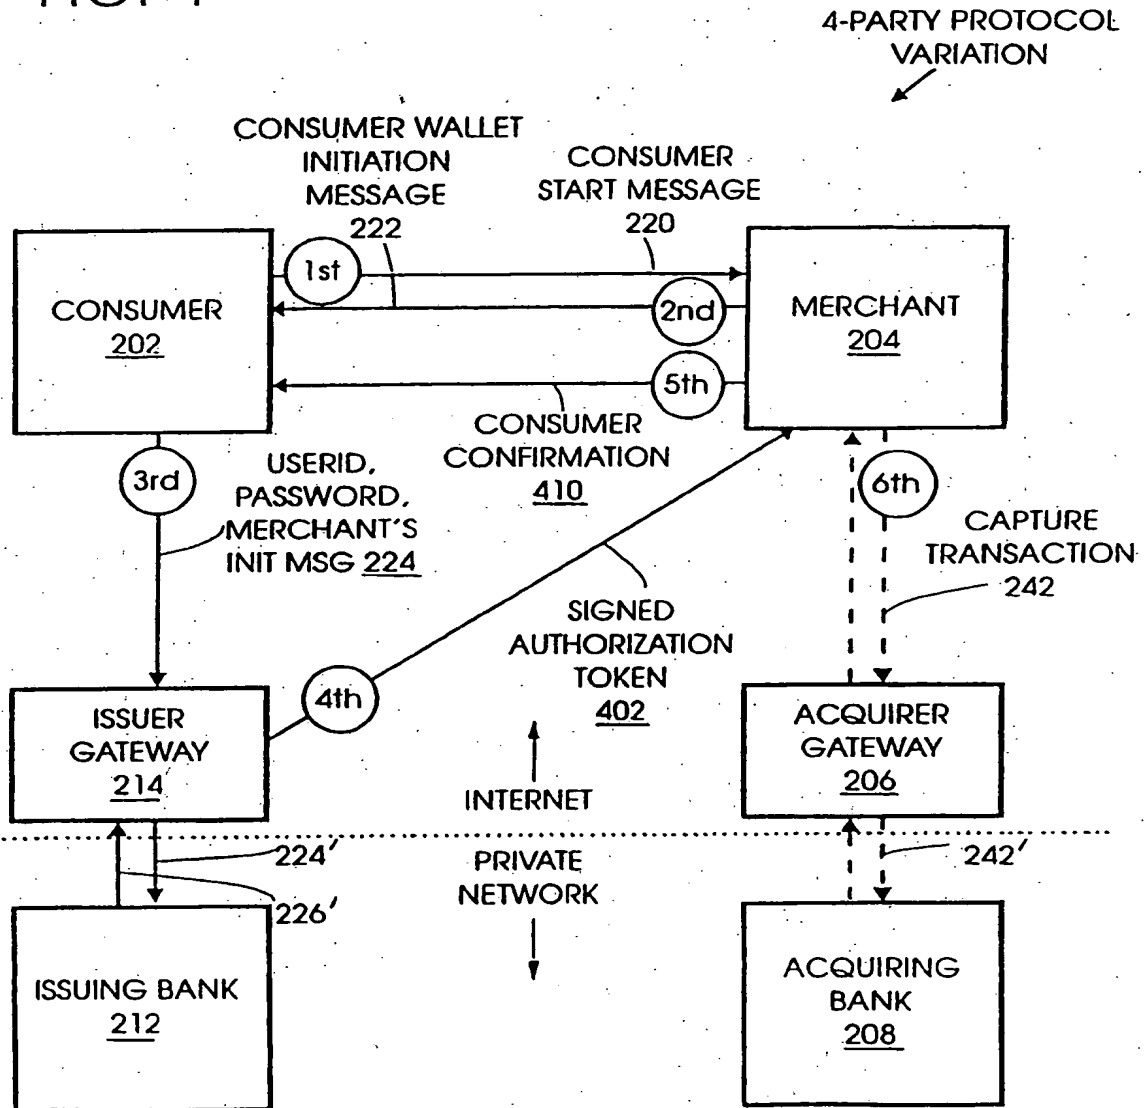 4-PARTY PROTOCOL
VARIATION
CONSUMER WALLET
INITIATION
MESSAGE
222
CONSUMER
START MESSAGE
220
1st
CONSUMER
202
2nd
MERCHANT
204
5th
CONSUMER
CONFIRMATION
410
3rd
USERID,
PASSWORD,
MERCHANT'S
INIT MSG 224
6th
CAPTURE
TRANSACTION
242
SIGNED
AUTHORIZATION
TOKEN
402
4th
ISSUER
GATEWAY
214
ACQUIRER
GATEWAY
206
INTERNET
PRIVATE
NETWORK
224'
226'
242'
ISSUING BANK
212
ACQUIRING
BANK
208